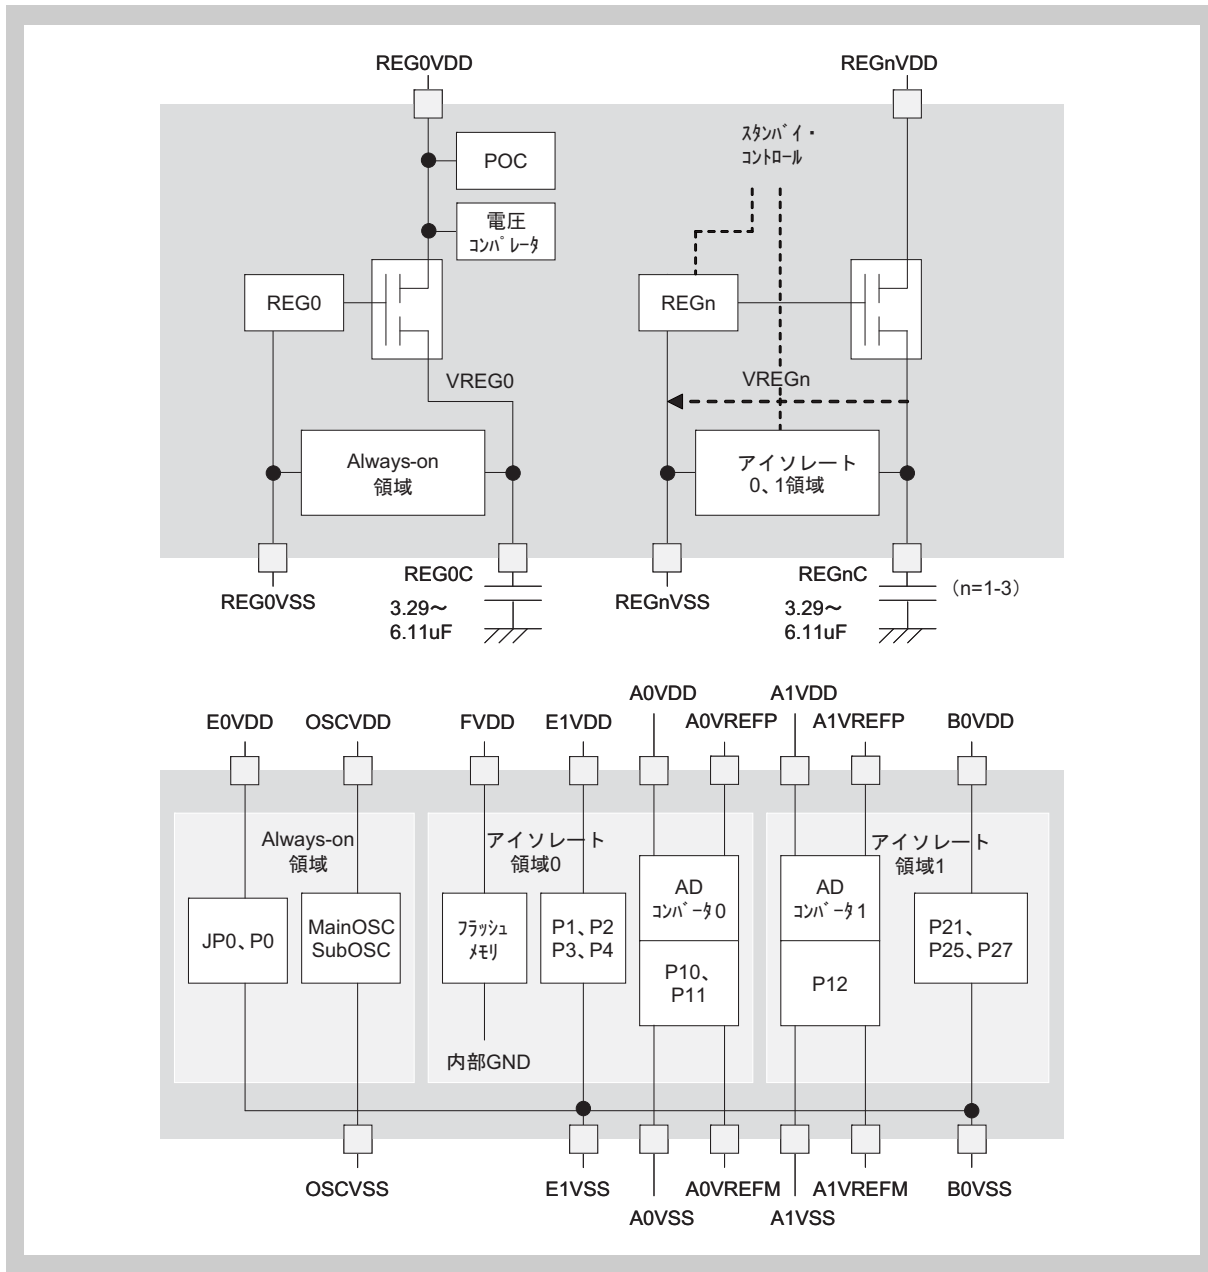 REG0VDD
REGnVDD
スタンバイ・
コントロール
POC
電圧
コンパレータ
REG0
REGn
VREG0
VREGn
Always-on
領域
アイソレート
0、1領域
REG0VSS
REG0C
3.29～
6.11uF
REGnVSS
REGnC
3.29～
6.11uF
(n=1-3)
E0VDD
OSCVDD
FVDD
E1VDD
A0VDD
A0VREFP
A1VDD
A1VREFP
B0VDD
Always-on
領域
アイソレート
領域0
アイソレート
領域1
JP0、P0
MainOSC
SubOSC
フラッシュ
メモリ
P1、P2
P3、P4
AD
コンバータ0
P10、
P11
AD
コンバータ1
P12
P21、
P25、P27
内部GND
OSCVSS
E1VSS
A0VSS
A0VREFM
A1VSS
A1VREFM
B0VSS